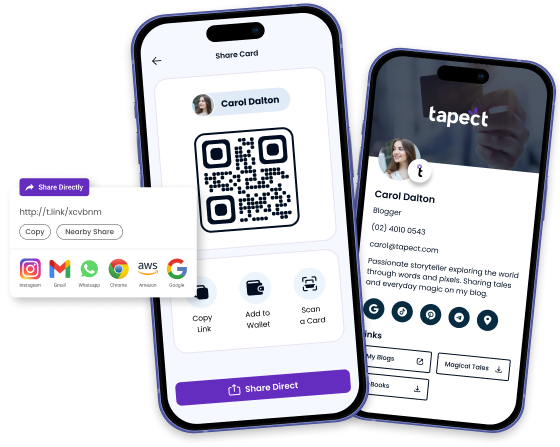 Share Card
Carol Dalton
Share Directly
http://t.link/xcvbnm
Copy
Nearby Share
Instagram
Gmail
Whatsapp
Chrome
aws
Amazon
Google
Copy
Link
Add to
Wallet
Scan
a Card
Share Direct
tapect
t
Carol Dalton
Blogger
(02) 4010 0543
carol@tapect.com
Passionate storyteller exploring the world
through words and pixels. Sharing tales
and everyday magic on my blog.
G
inks
My Blogs
Magical Tales
Books